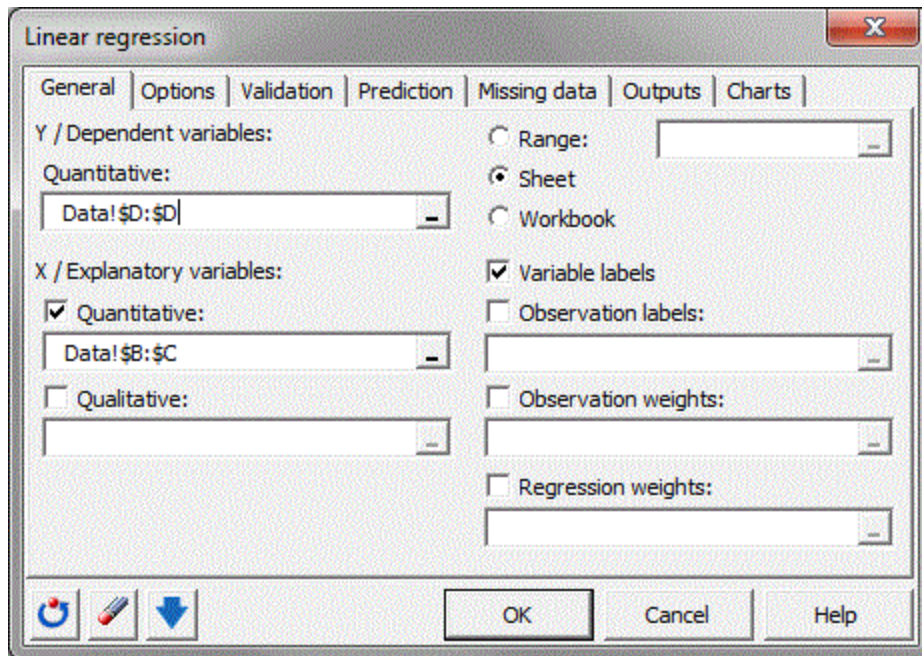 Linear regression
General Options Validation Prediction Missing data Outputs Charts
Y / Dependent variables:
Quantitative:
Data!$D:$D
X / Explanatory variables:
Quantitative:
Data!$B:$C
Qualitative:
Range:
Sheet
Workbook
Variable labels
Observation labels:
Observation weights:
Regression weights:
OK Cancel Help